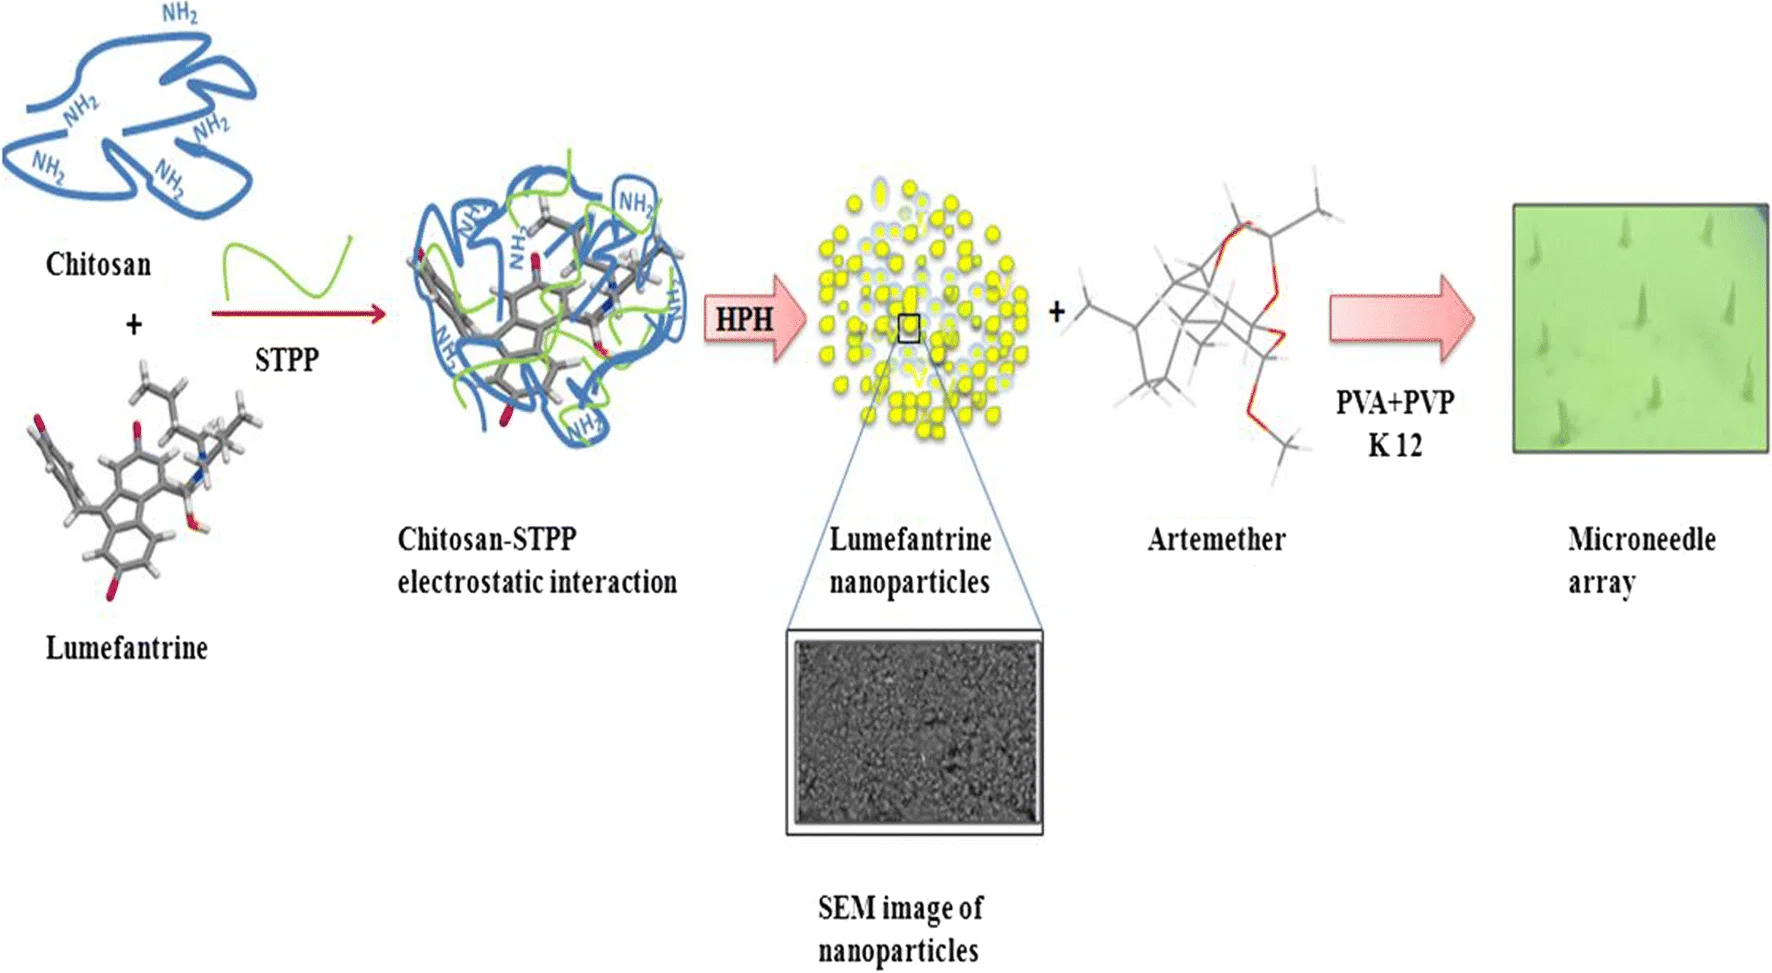 NH2
NH2
NH2
NH2
NH2
Chitosan
+
STPP
Lumefantrine
NH2
NH2
NH2
NH2
NH2
NH2
Chitosan-STPP
electrostatic interaction
HPH
Lumefantrine
nanoparticles
SEM image of
nanoparticles
+
Artemether
PVA+PVP
K 12
Microneedle
array